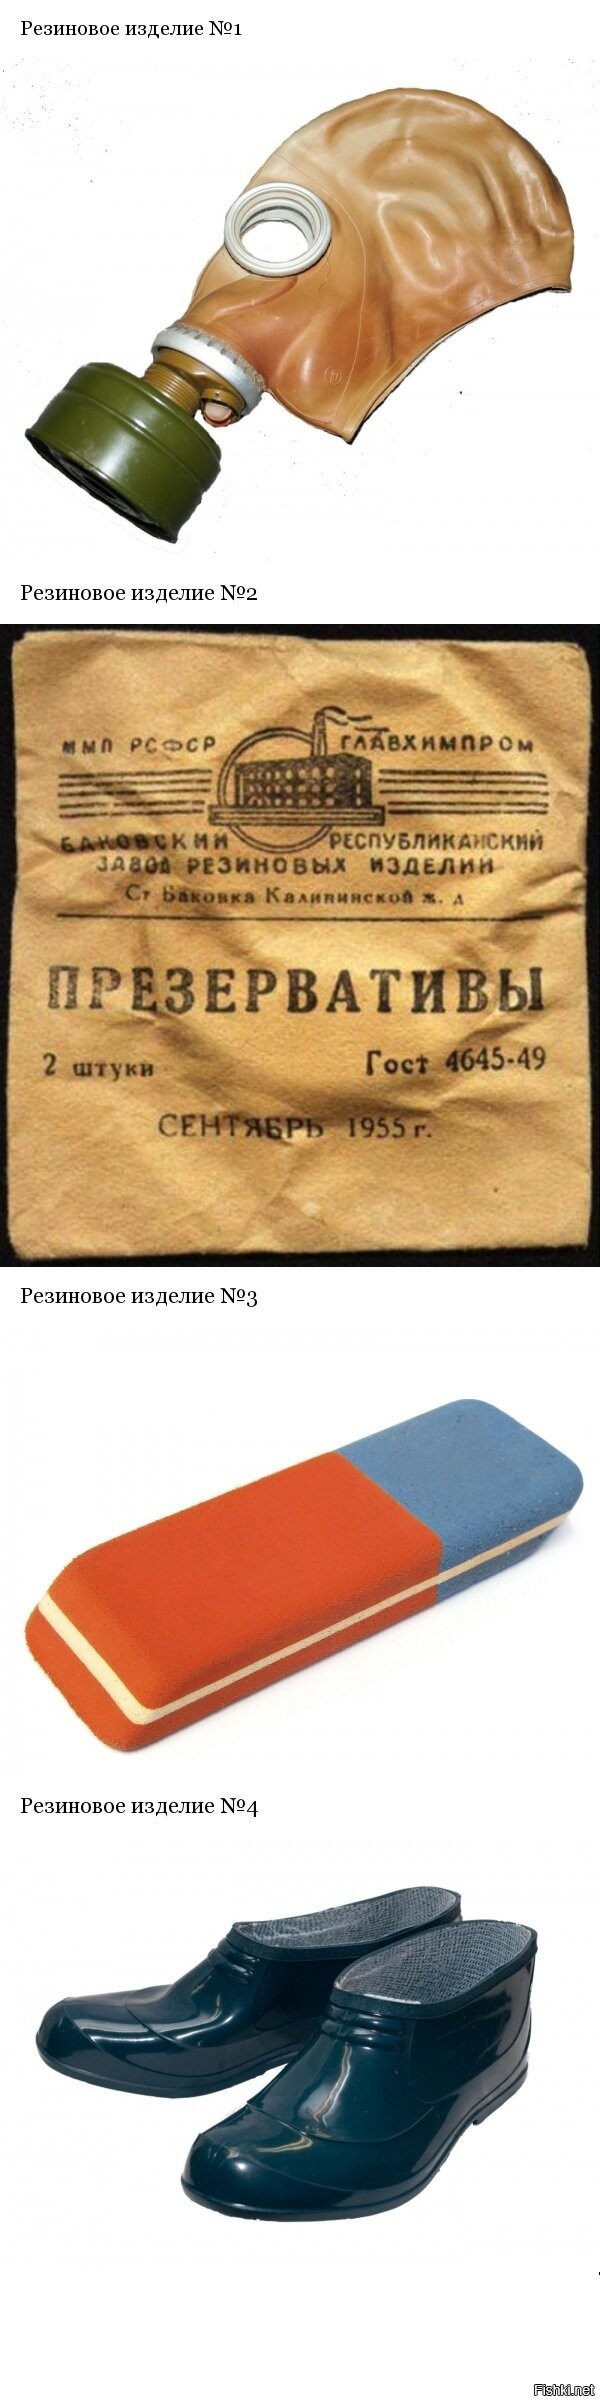 Резиновое изделие №1
Резиновое изделие №2
ММП РСФСР ГЛАВХИМПРОМ
БАКОВСКИЙ РЕСПУБЛИКАНСКИЙ
ЗАВОД РЕЗИНОВЫХ ИЗДЕЛИЙ
Ст Баковка Калининской ж. д
ПРЕЗЕРВАТИВЫ
2 штуки Гост 4645-49
СЕНТЯБРЬ 1955 г.
Резиновое изделие №3
Резиновое изделие №4
Fishki.net